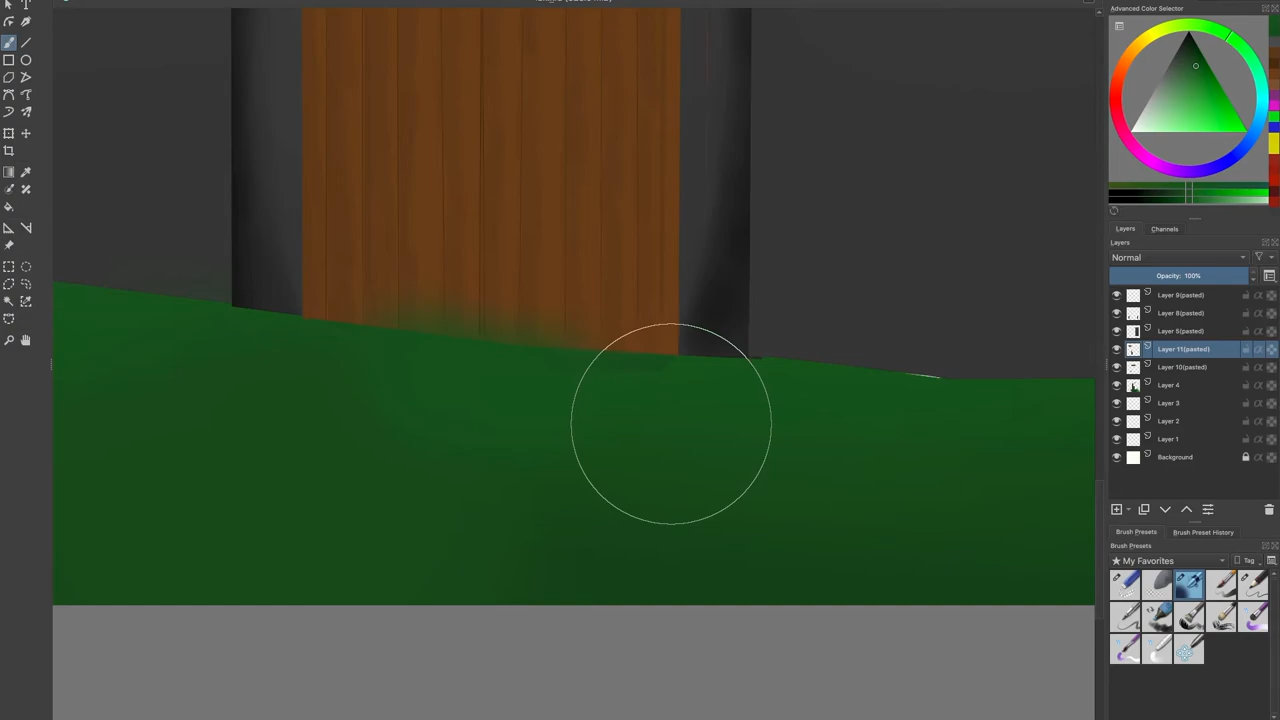 Advanced Color Selector
Layers
Channels
Layers
Normal
Opacity: 100%
Layer 9(pasted)
Layer 8(pasted)
Layer 5(pasted)
Layer 11(pasted)
Layer 10(pasted)
Layer 4
Layer 3
Layer 2
Layer 1
Background
Brush Presets
Brush Preset History
Brush Presets
★ My Favorites
Tag